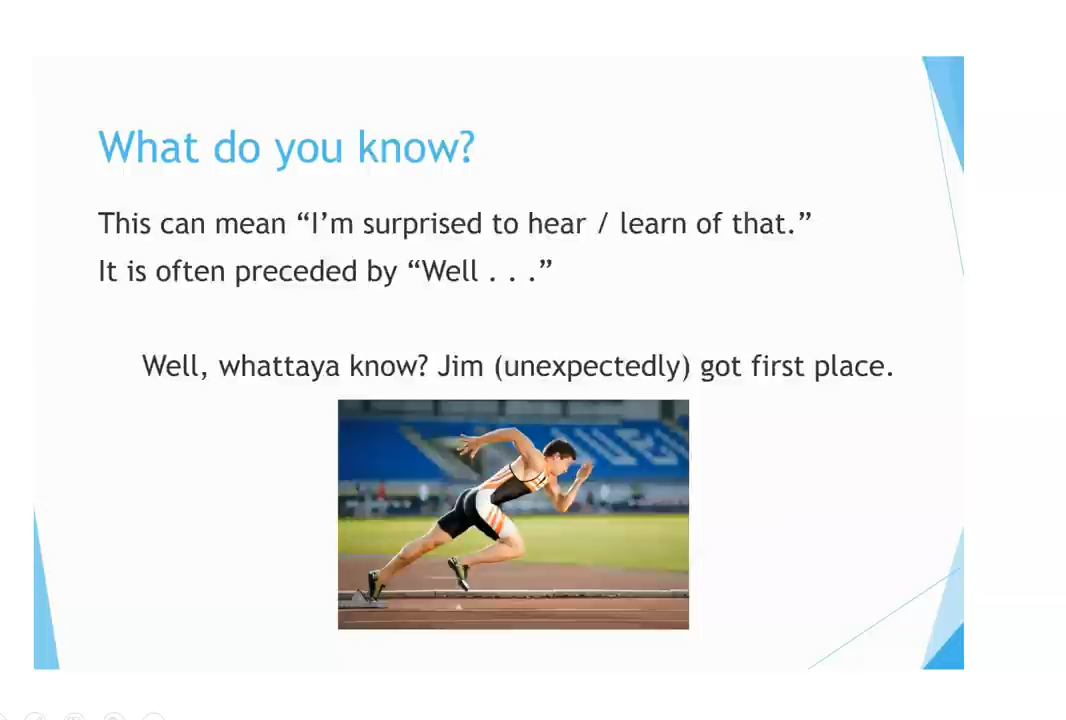 What do you know?
This can mean “I’m surprised to hear / learn of that.”
It is often preceded by “Well . . .”
Well, whattaya know? Jim (unexpectedly) got first place.